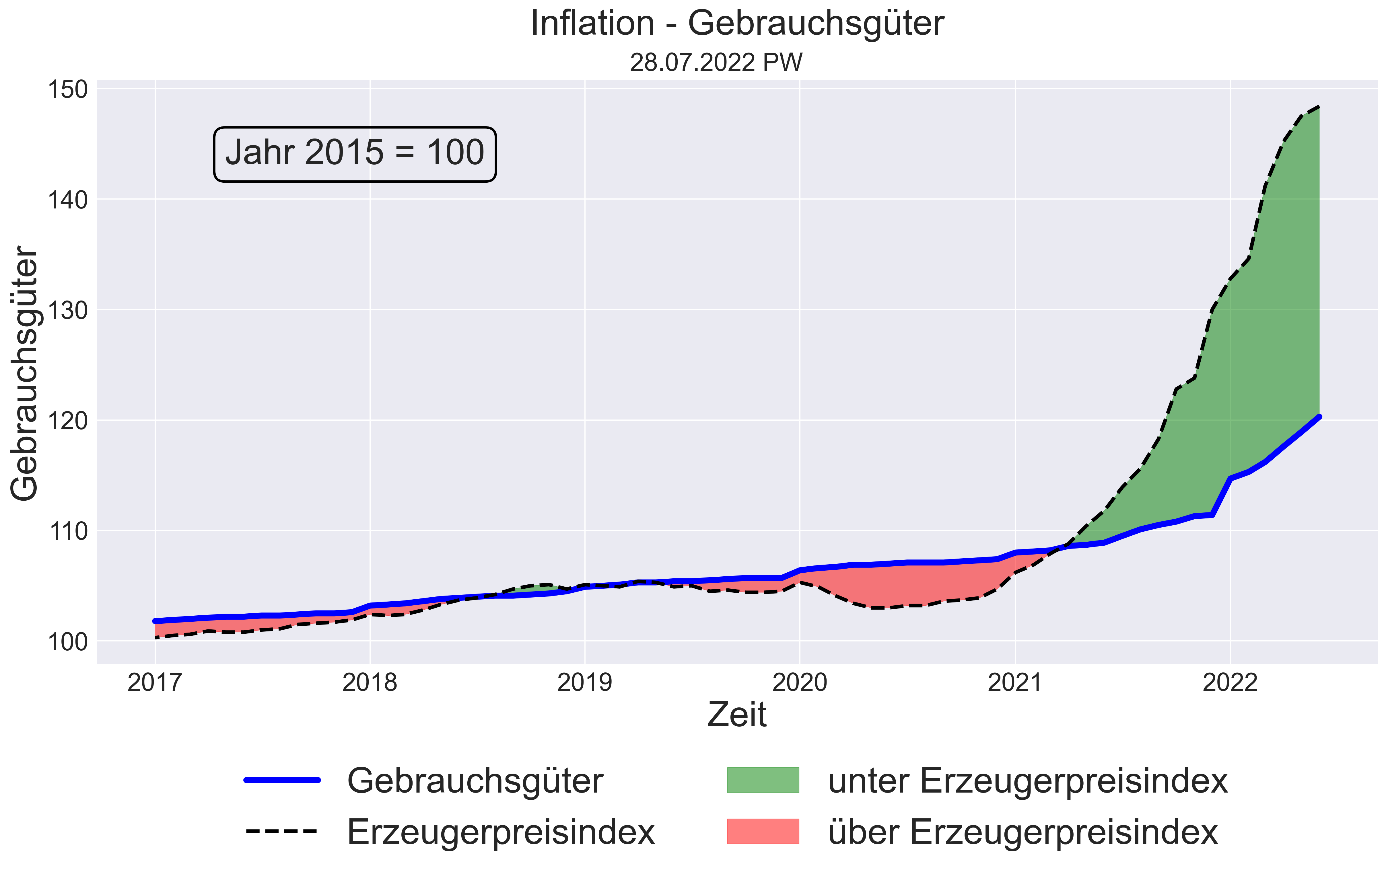 Inflation - Gebrauchsgüter
28.07.2022 PW
150
140
130
120
110
100
Gebrauchsgüter
Jahr 2015 = 100
2017 2018 2019 2020 2021 2022
Zeit
Gebrauchsgüter
Erzeugerpreisindex
unter Erzeugerpreisindex
über Erzeugerpreisindex